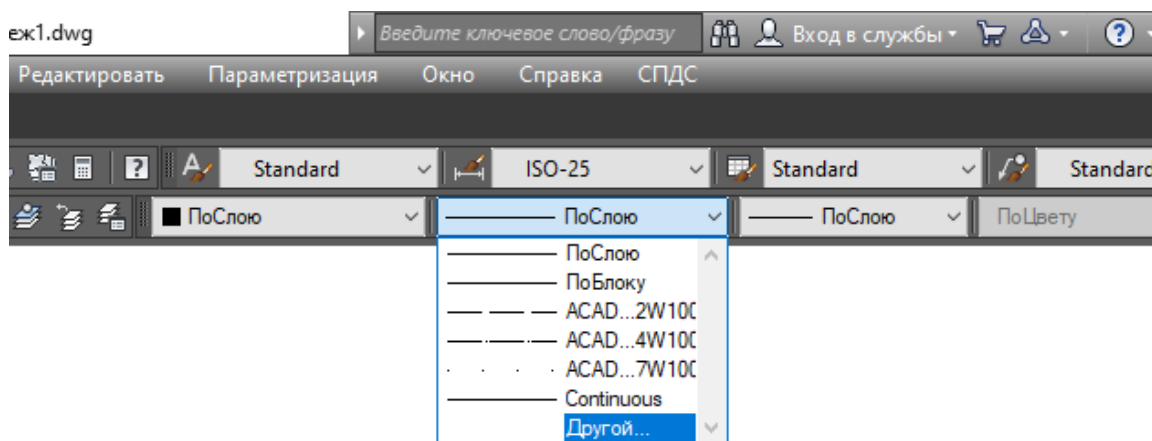 еж1.dwg Введите ключевое слово/фразу Вход в службы
Редактировать Параметризация Окно Справка СПДС
Standard ISO-25 Standard Standard
ПоСлою ПоСлою ПоСлою ПоЦвету
ПоСлою
ПоБлоку
ACAD...2W100
ACAD...4W100
ACAD...7W100
Continuous
Другой...